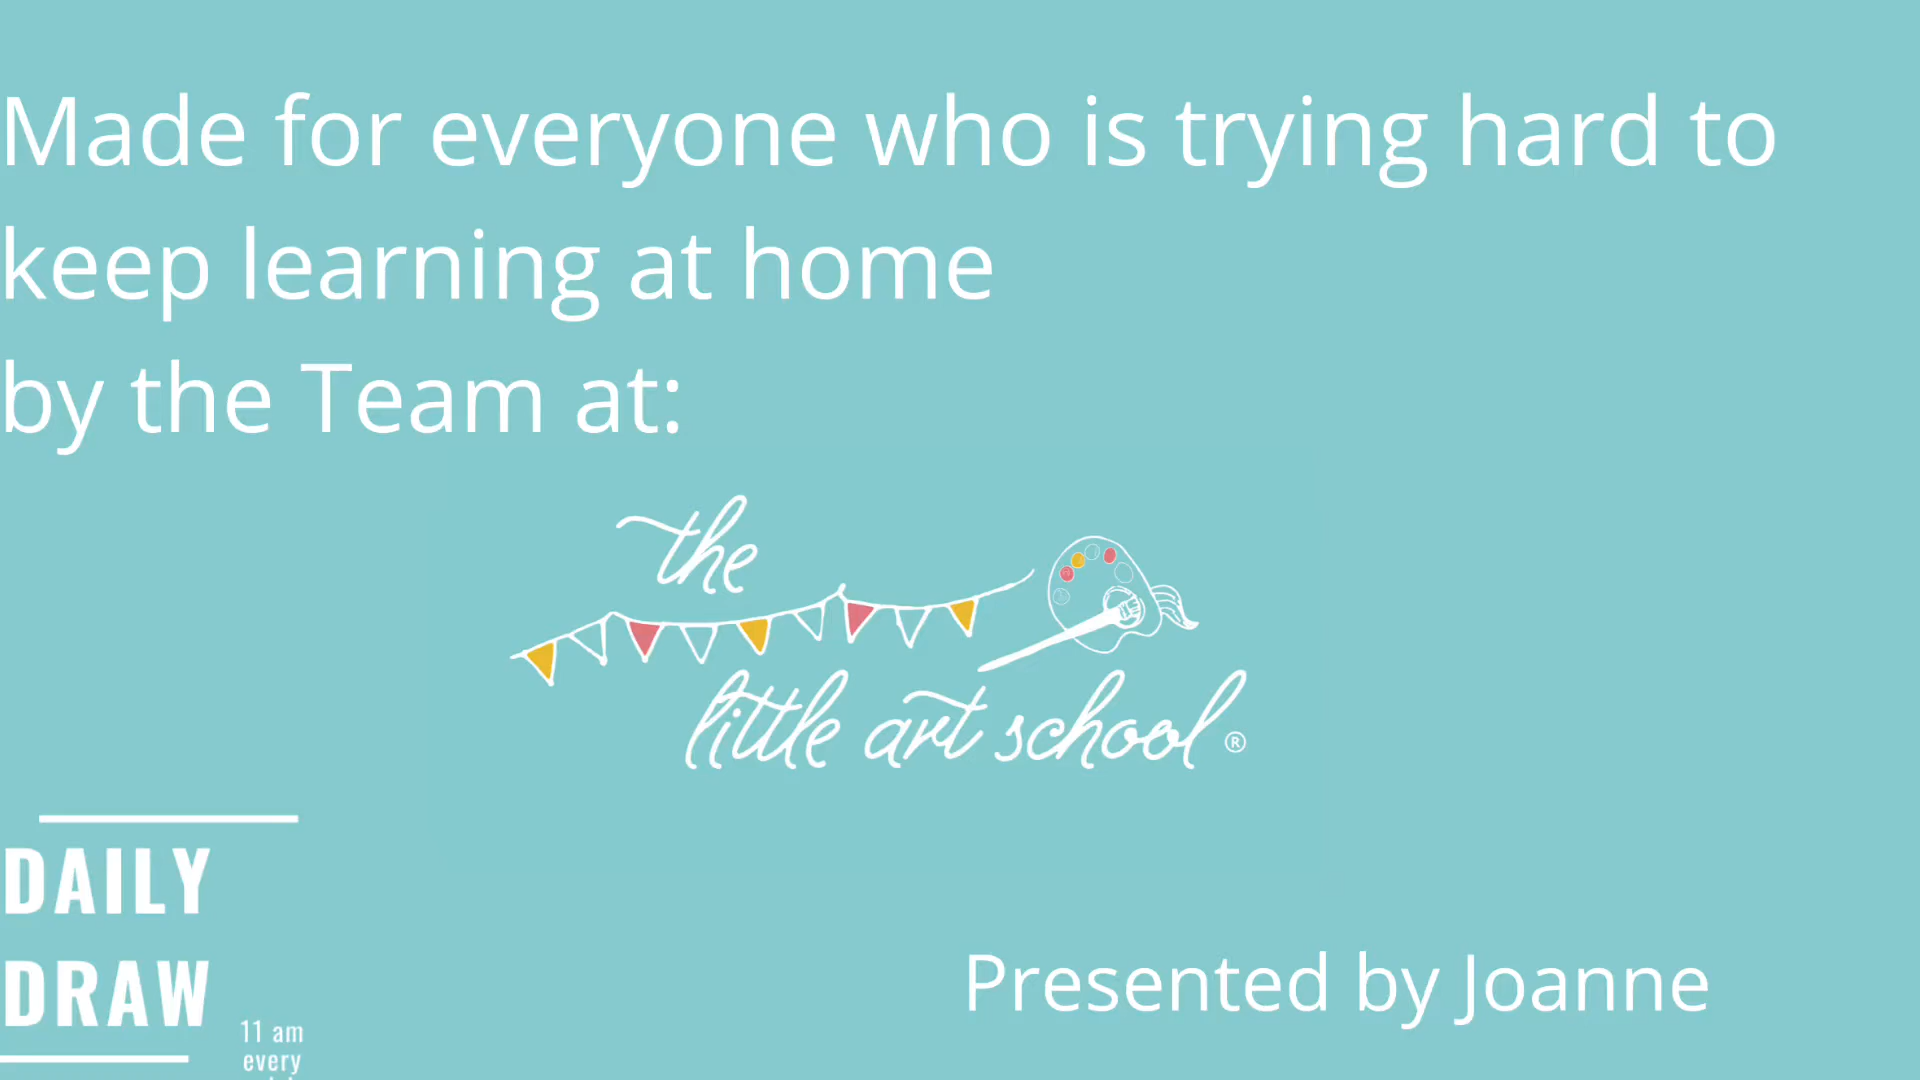 Made for everyone who is trying hard to
keep learning at home
by the Team at:
the
little art school®
DAILY
DRAW
11 am
every
Presented by Joanne